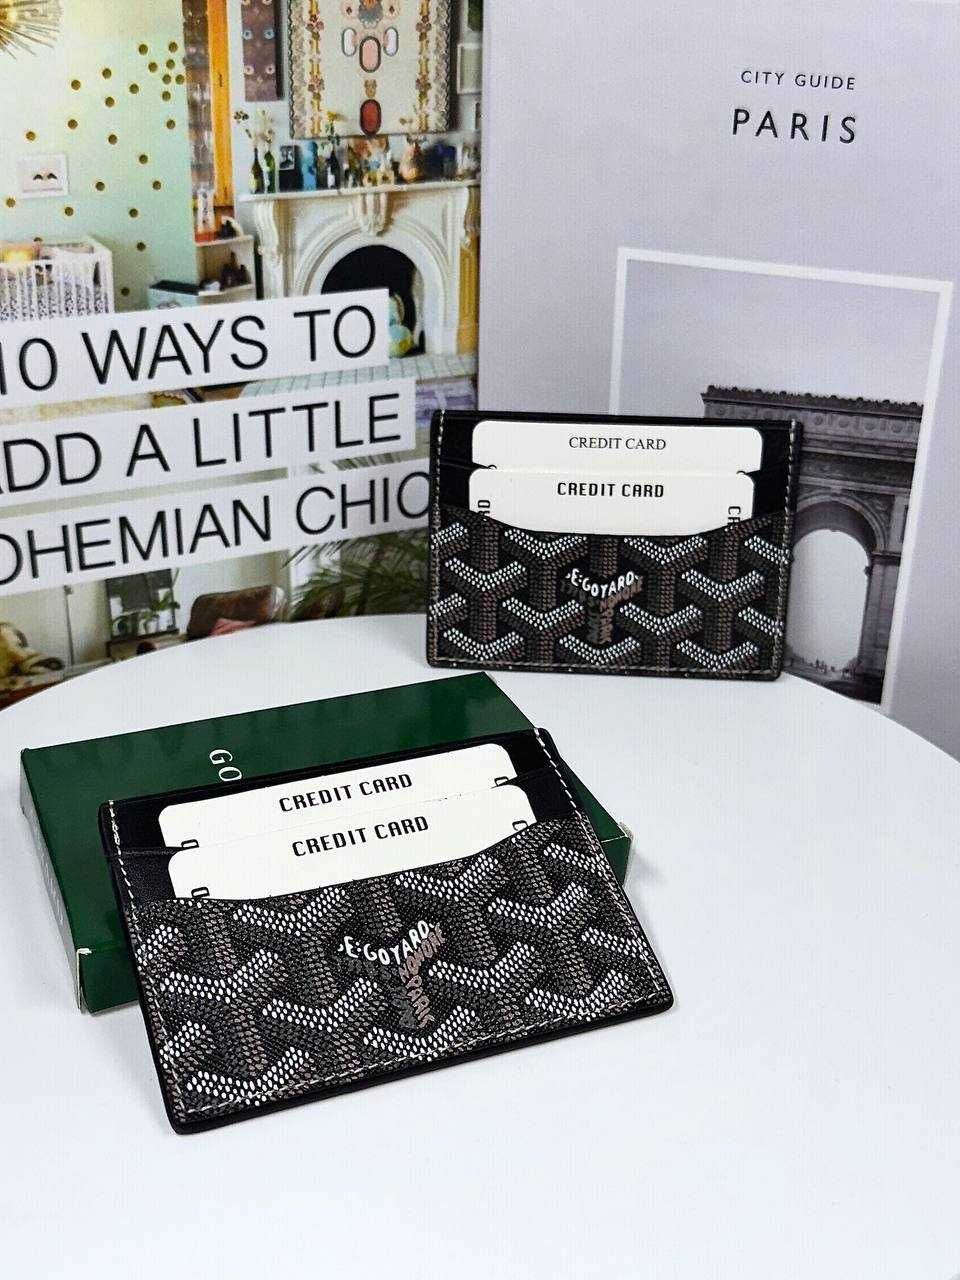 CITY GUIDE
PARIS
10 WAYS TO
ADD A LITTLE
OHEMIAN CHIC
CREDIT CARD
CREDIT CARD
E.GOYARD
GO
CREDIT CARD
CREDIT CARD
E.GOYARD